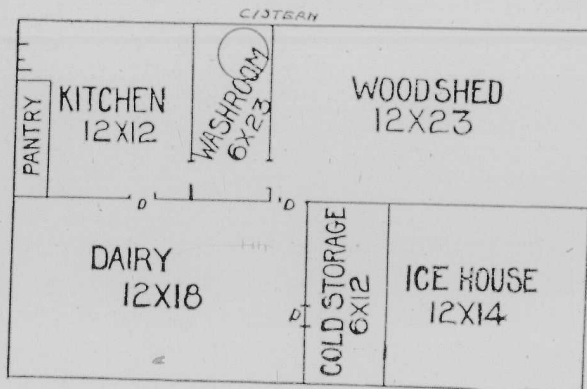 CISTERN
PANTRY
KITCHEN
12X12
WASHROOM
6X23
WOODSHED
12X23
D
'D
DAIRY
12X18
D
COLD STORAGE
6X12
ICE HOUSE
12X14